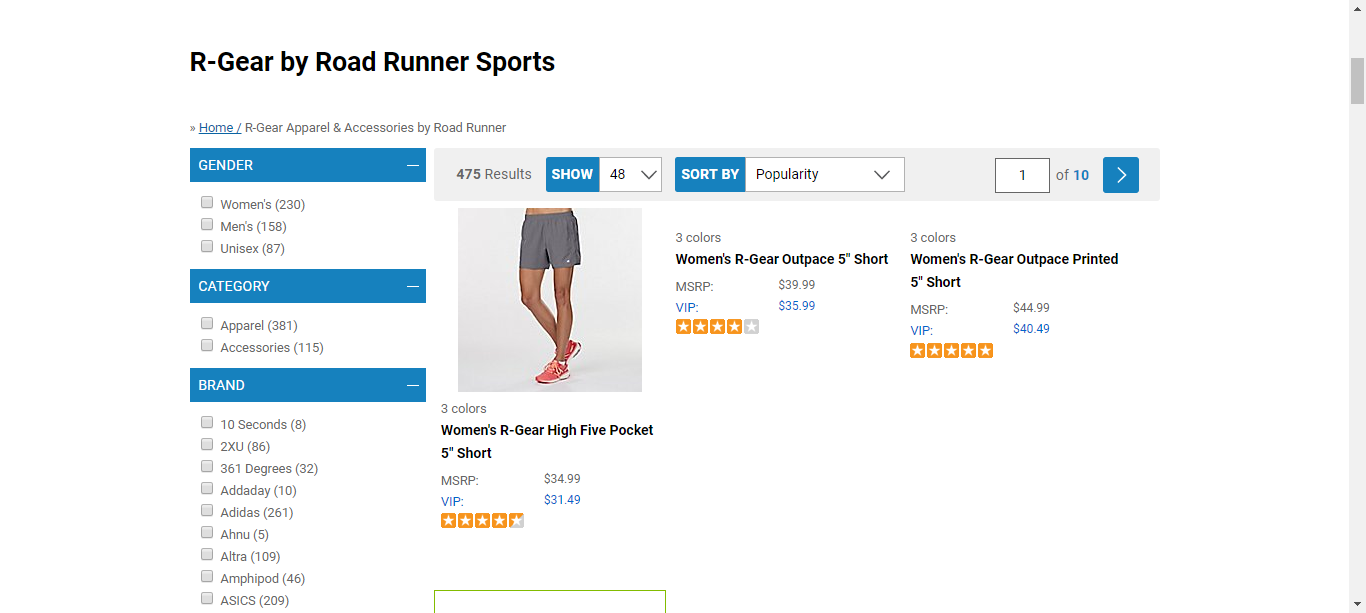 R-Gear by Road Runner Sports
» Home / R-Gear Apparel & Accessories by Road Runner
GENDER
Women's (230)
Men's (158)
Unisex (87)
CATEGORY
Apparel (381)
Accessories (115)
BRAND
10 Seconds (8)
2XU (86)
361 Degrees (32)
Addaday (10)
Adidas (261)
Ahnu (5)
Altra (109)
Amphipod (46)
ASICS (209)
475 Results SHOW 48 SORT BY Popularity 1 of 10
3 colors
Women's R-Gear High Five Pocket
5" Short
MSRP: $34.99
VIP: $31.49
3 colors
Women's R-Gear Outpace 5" Short
MSRP: $39.99
VIP: $35.99
3 colors
Women's R-Gear Outpace Printed
5" Short
MSRP: $44.99
VIP: $40.49